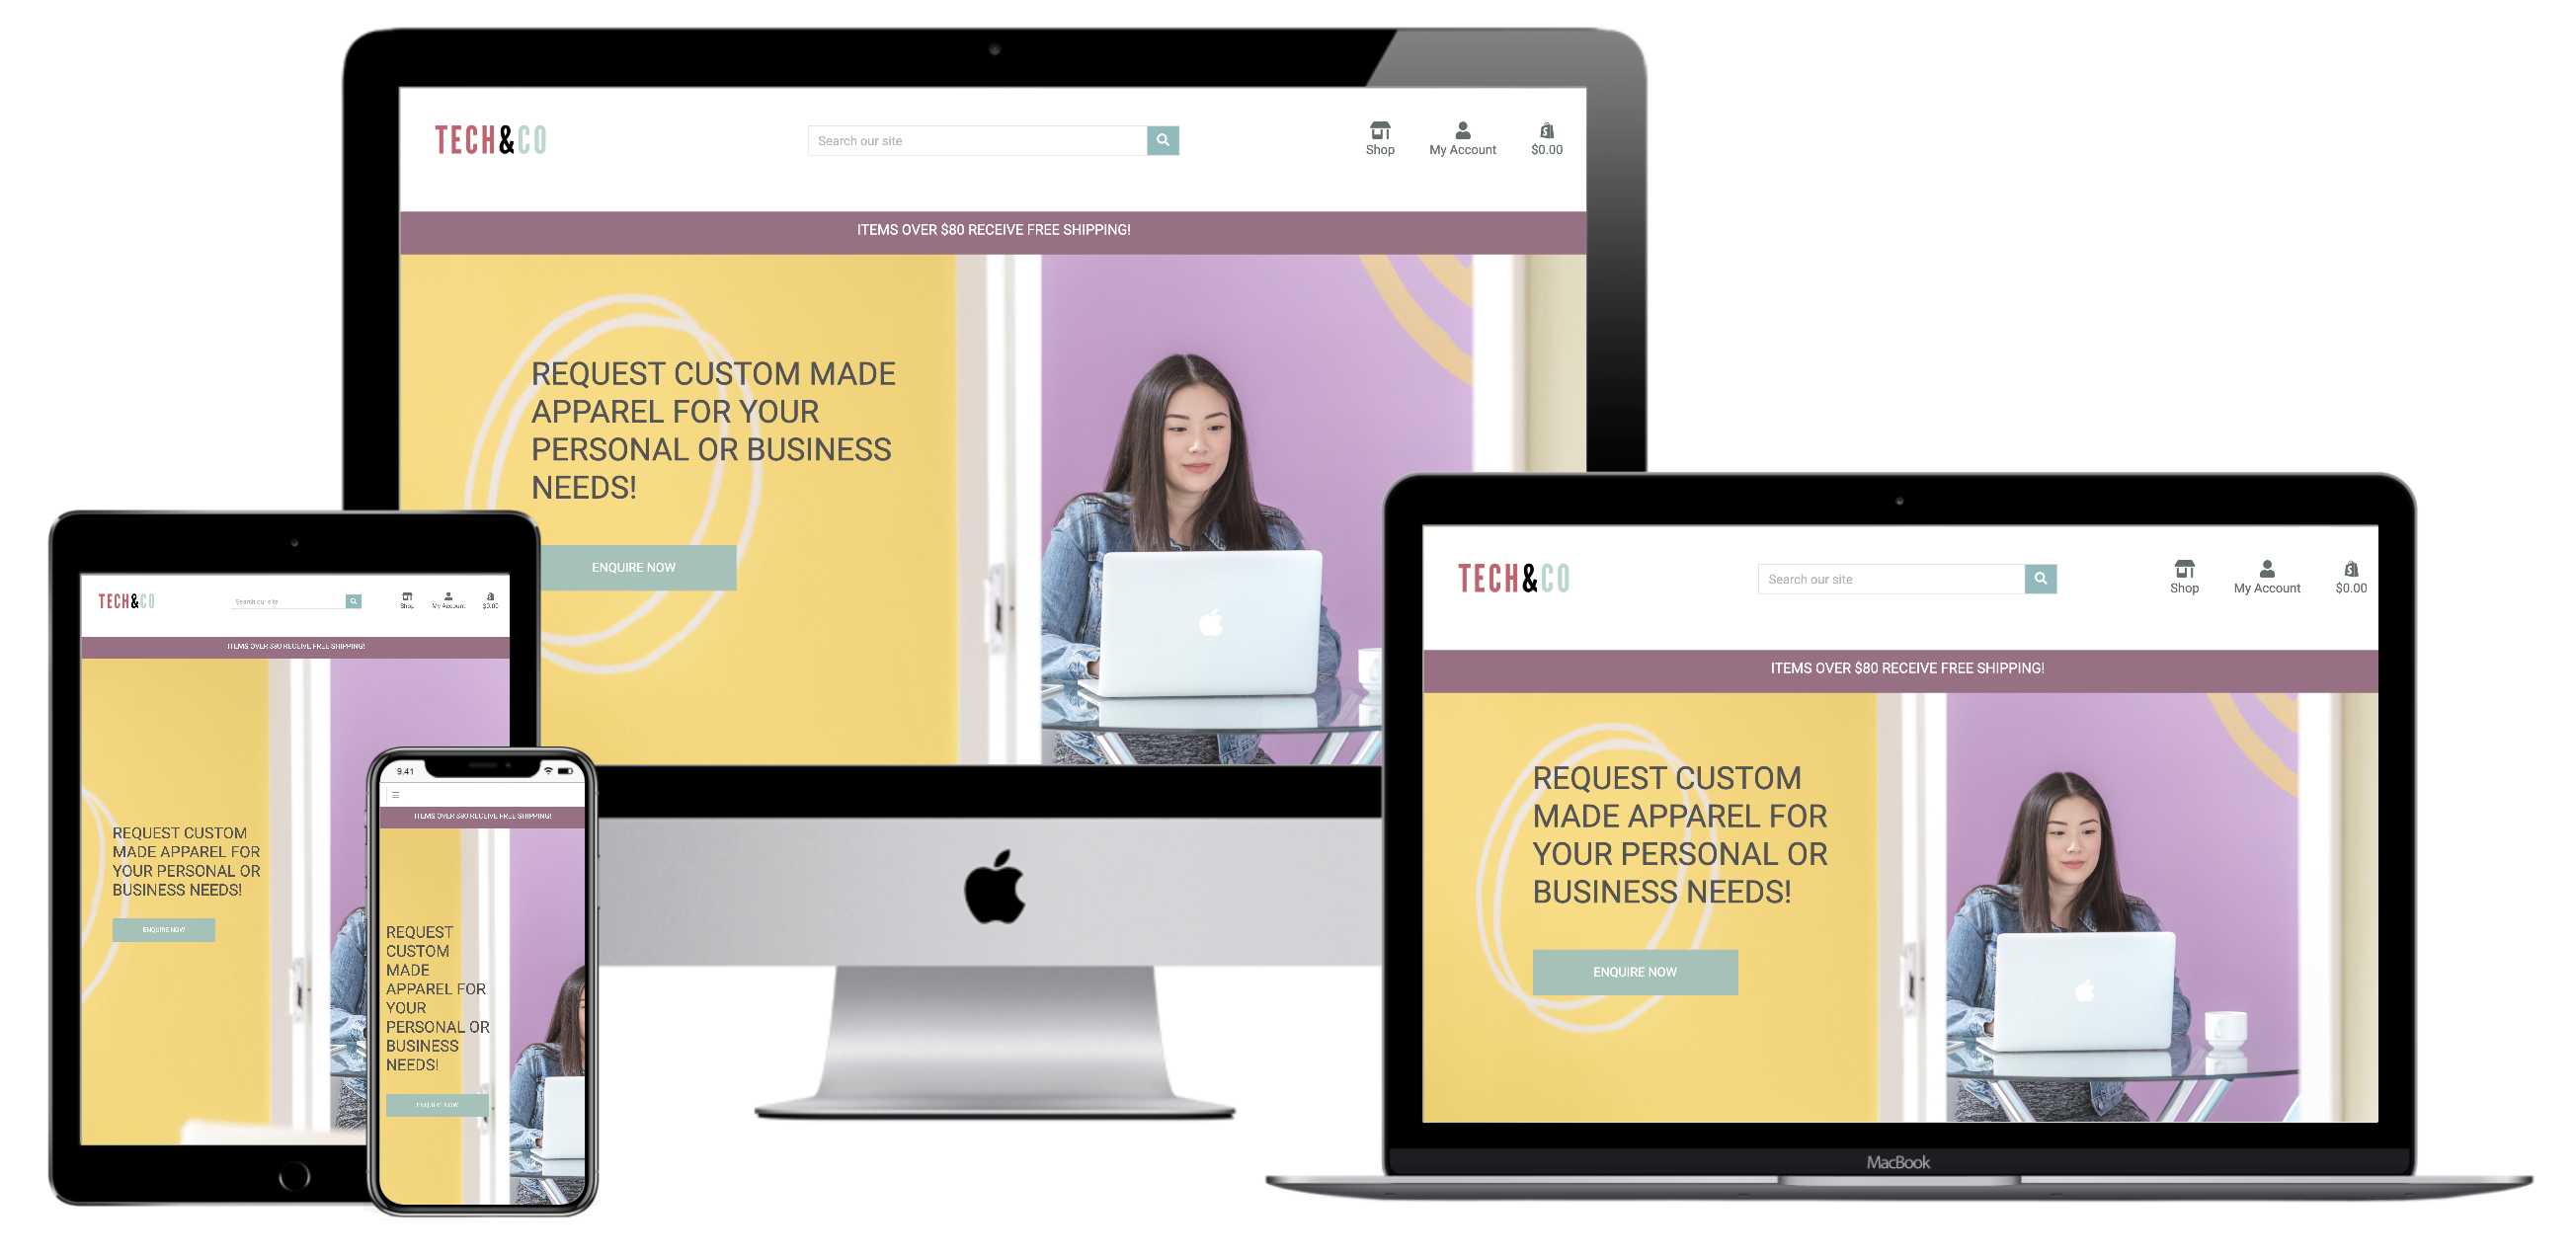 TECH&CO
Search our site
Shop
My Account
$0.00
ITEMS OVER $80 RECEIVE FREE SHIPPING!
REQUEST CUSTOM MADE
APPAREL FOR YOUR
PERSONAL OR BUSINESS
NEEDS!
ENQUIRE NOW
TECH&CO
Search our site
Shop
My Account
$0.00
ITEMS OVER $80 RECEIVE FREE SHIPPING!
REQUEST CUSTOM
MADE APPAREL FOR
YOUR PERSONAL OR
BUSINESS NEEDS!
ENQUIRE NOW
9.41
ITEMS OVER $80 RECEIVE FREE SHIPPING!
REQUEST
CUSTOM
MADE
APPAREL FOR
YOUR
PERSONAL OR
BUSINESS
NEEDS!
ENQUIRE NOW
TECH&CO
Search our site
Shop
My Account
$0.00
ITEMS OVER $80 RECEIVE FREE SHIPPING!
REQUEST CUSTOM
MADE APPAREL FOR
YOUR PERSONAL OR
BUSINESS NEEDS!
ENQUIRE NOW
MacBook